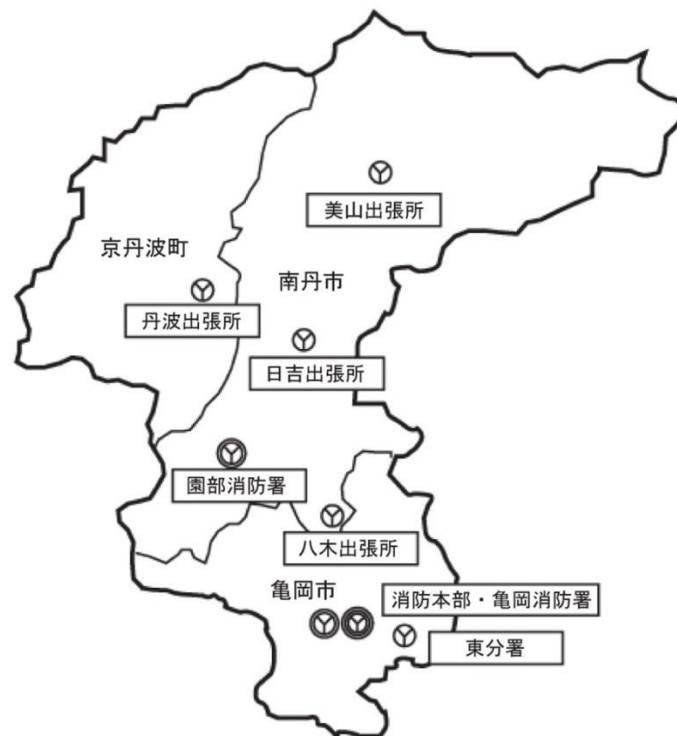 美山出張所
京丹波町
南丹市
丹波出張所
日吉出張所
園部消防署
八木出張所
亀岡市
消防本部・亀岡消防署
東分署